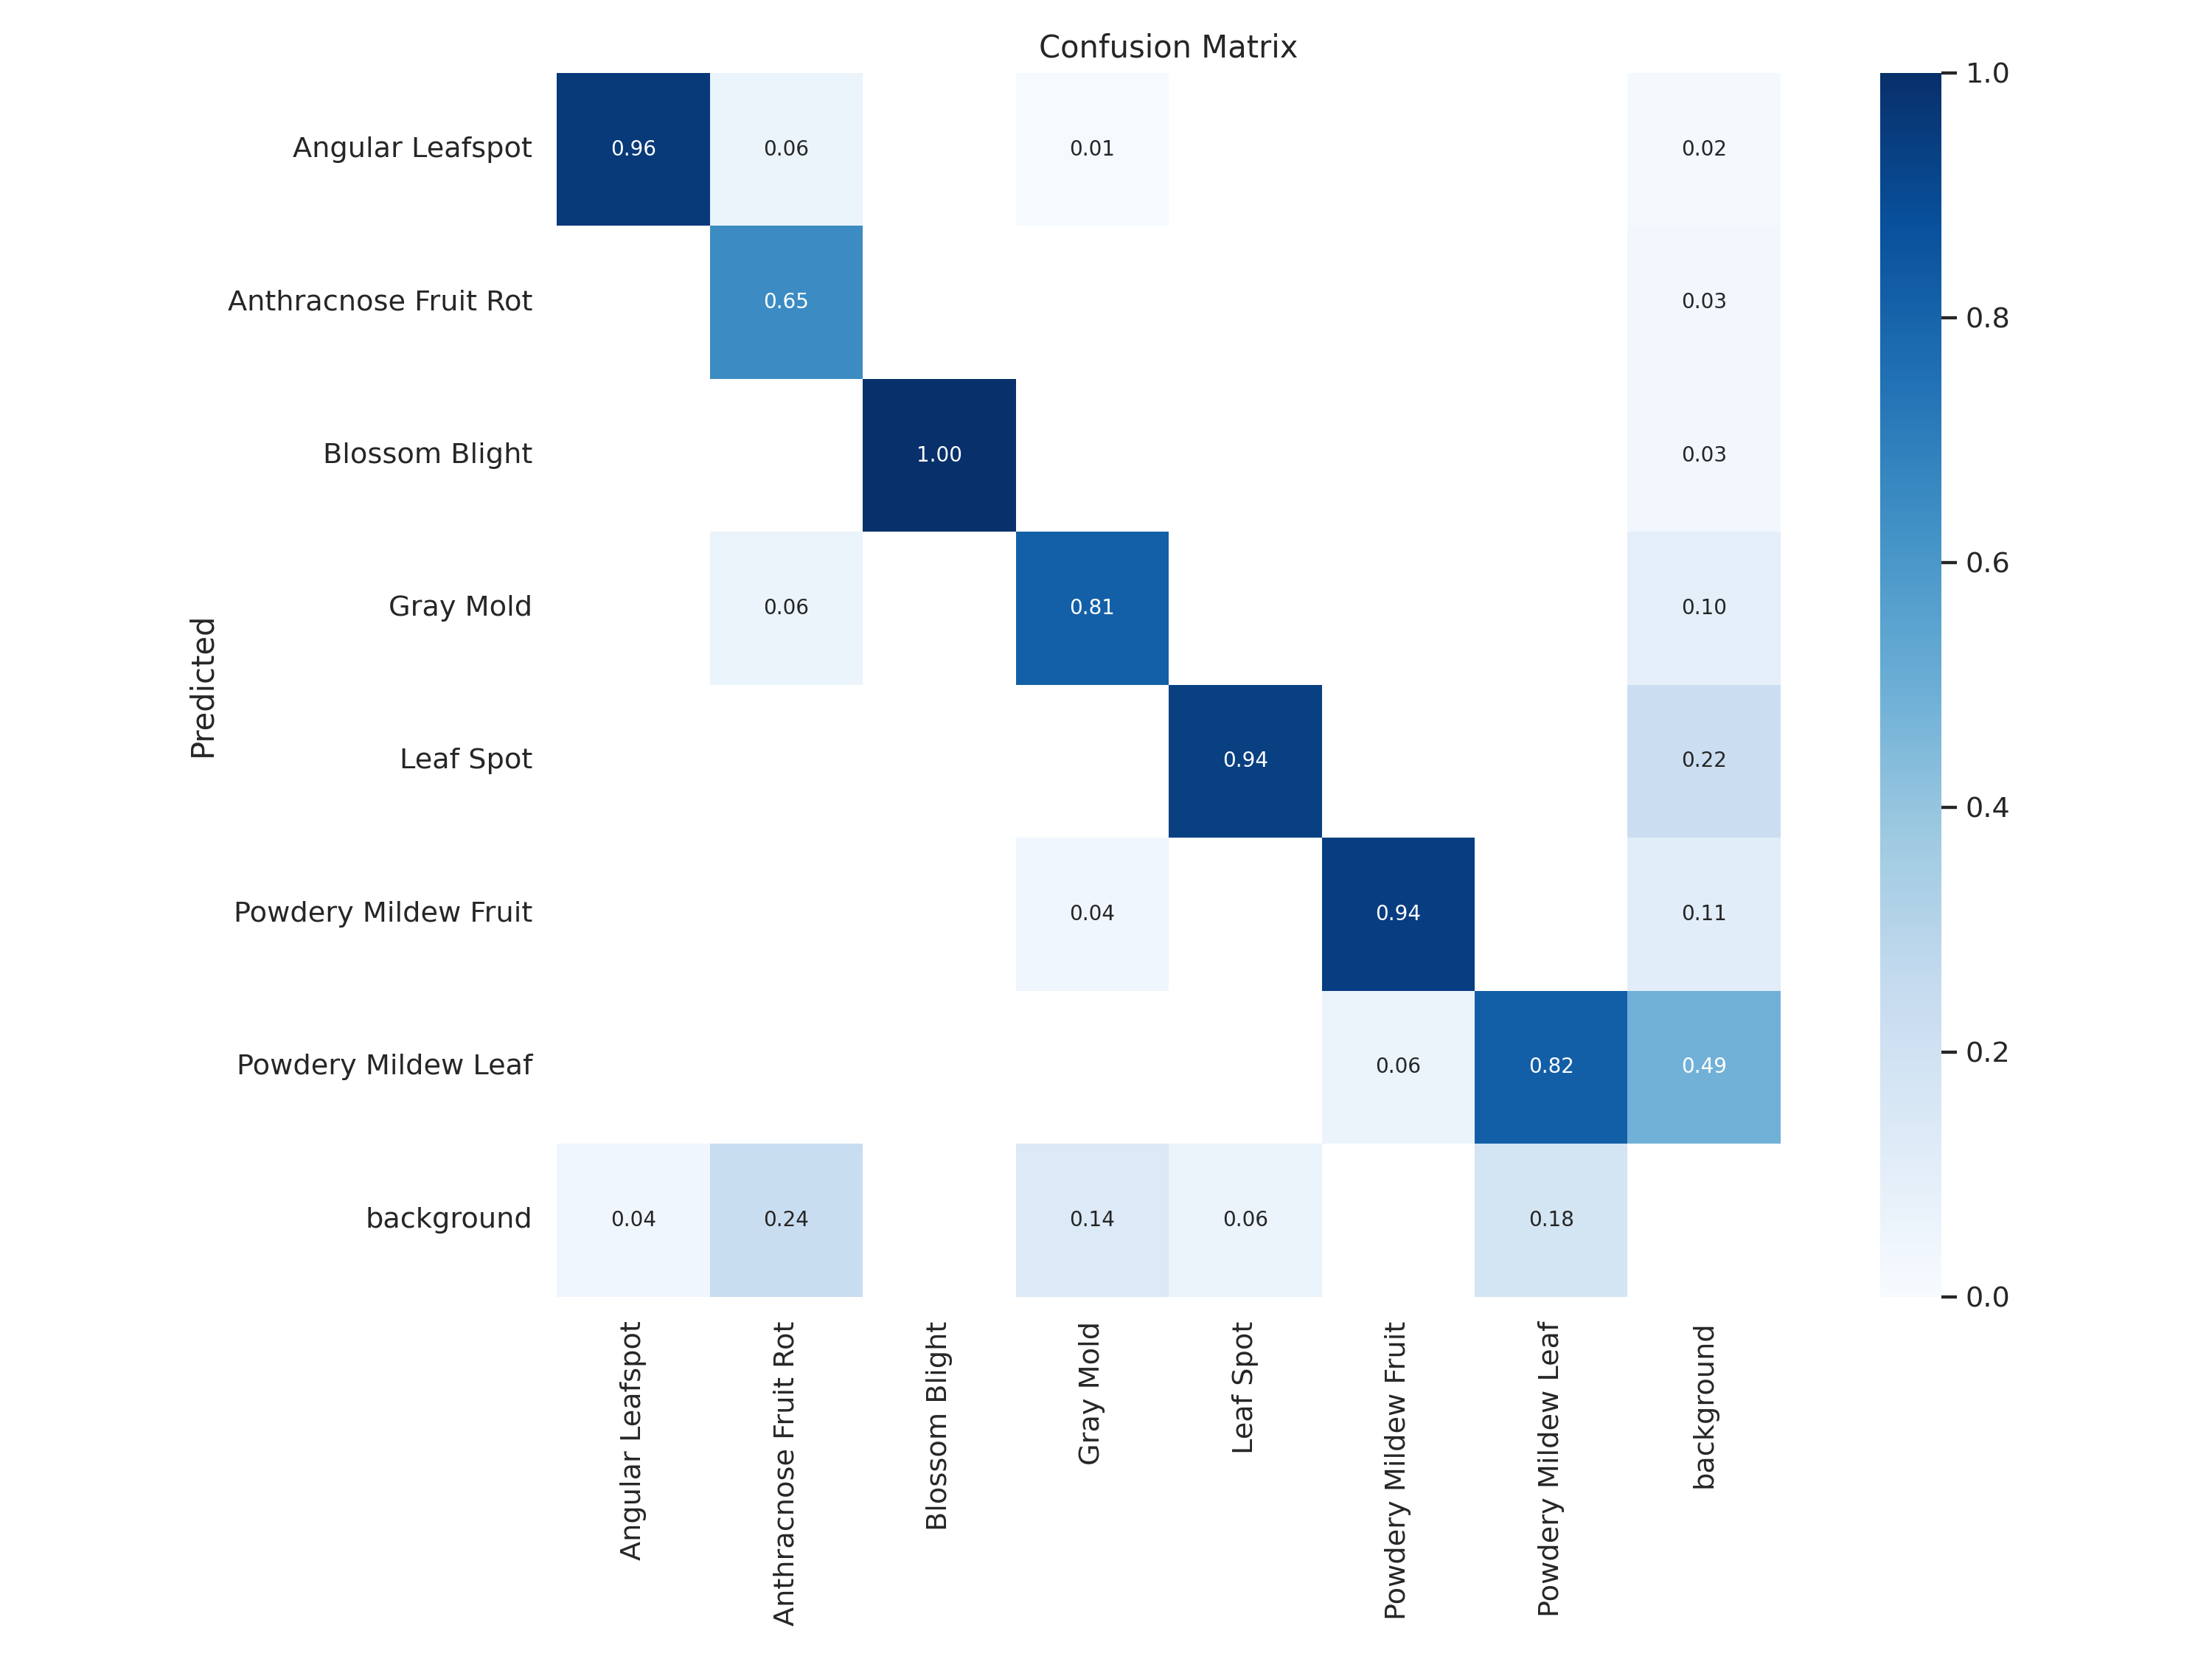 Confusion Matrix
Angular Leafspot 0.96 0.06 0.01 0.02
Anthracnose Fruit Rot 0.65 0.03
Blossom Blight 1.00 0.03
Gray Mold 0.06 0.81 0.10
Leaf Spot 0.94 0.22
Powdery Mildew Fruit 0.04 0.94 0.11
Powdery Mildew Leaf 0.06 0.82 0.49
background 0.04 0.24 0.14 0.06 0.18
Predicted
Angular Leafspot
Anthracnose Fruit Rot
Blossom Blight
Gray Mold
Leaf Spot
Powdery Mildew Fruit
Powdery Mildew Leaf
background
1.0
0.8
0.6
0.4
0.2
0.0